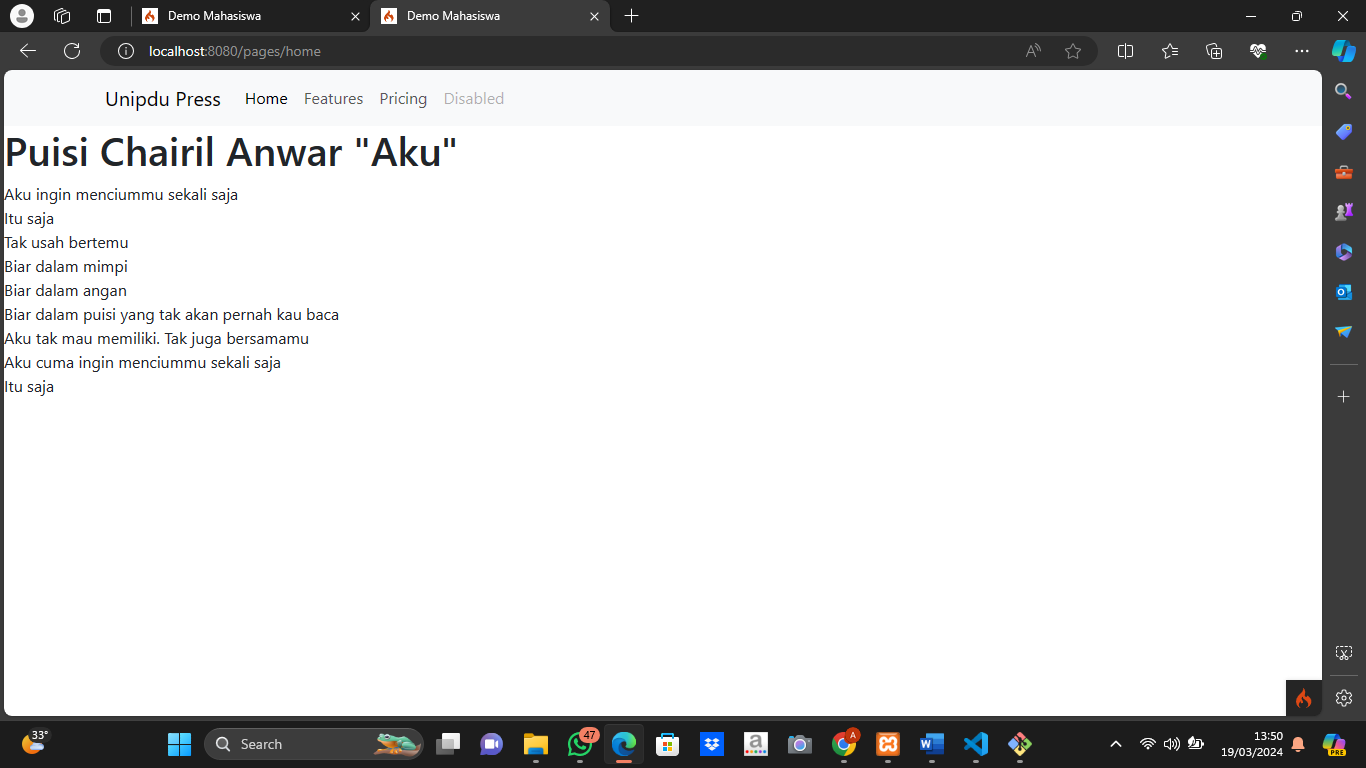 Demo Mahasiswa
Demo Mahasiswa
localhost:8080/pages/home
Unipdu Press Home Features Pricing Disabled
Puisi Chairil Anwar "Aku"
Aku ingin menciummu sekali saja
Itu saja
Tak usah bertemu
Biar dalam mimpi
Biar dalam angan
Biar dalam puisi yang tak akan pernah kau baca
Aku tak mau memiliki. Tak juga bersamamu
Aku cuma ingin menciummu sekali saja
Itu saja
33°
Search
47
A
13:50
19/03/2024
PRE